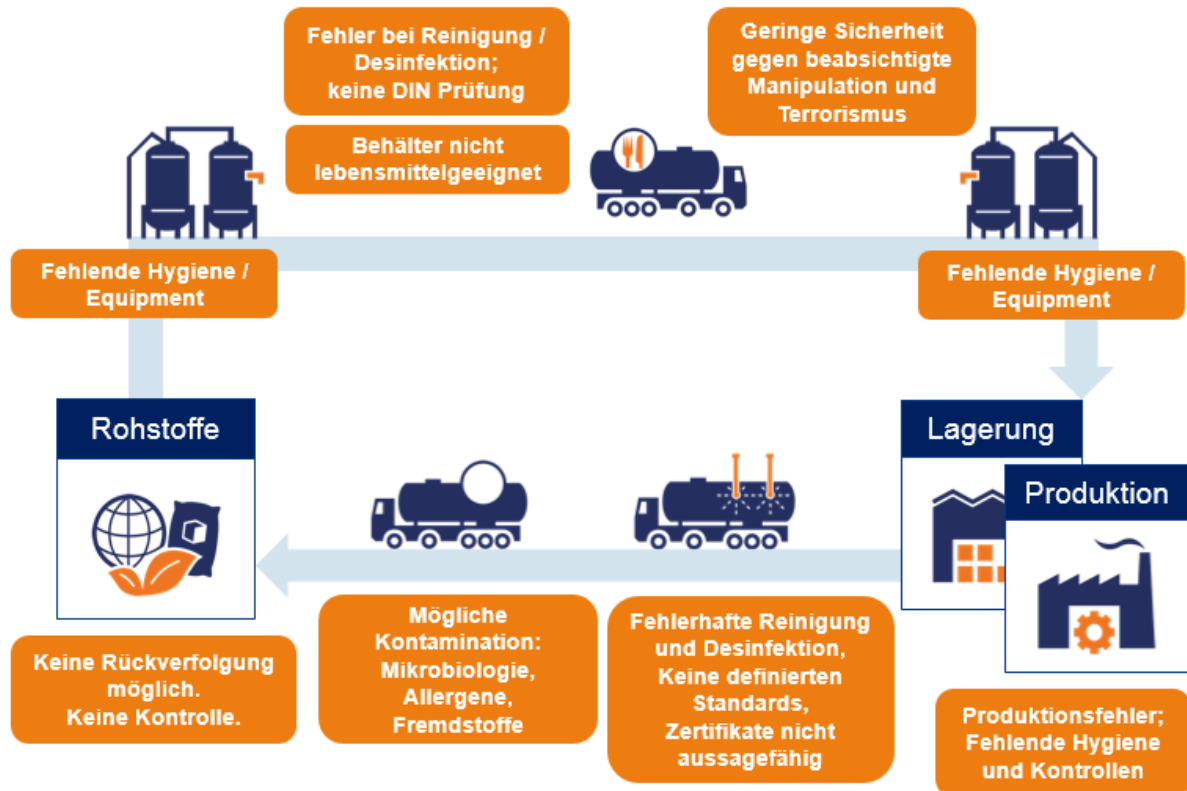 Fehler bei Reinigung /
Desinfektion;
keine DIN Prüfung
Geringe Sicherheit
gegen beabsichtigte
Manipulation und
Terrorismus
Behälter nicht
lebensmittelgeeignet
Fehlende Hygiene /
Equipment
Fehlende Hygiene /
Equipment
Rohstoffe
Lagerung
Produktion
Keine Rückverfolgung
möglich.
Keine Kontrolle.
Mögliche
Kontamination:
Mikrobiologie,
Allergene,
Fremdstoffe
Fehlerhafte Reinigung
und Desinfektion,
Keine definierten
Standards,
Zertifikate nicht
aussagefähig
Produktionsfehler;
Fehlende Hygiene
und Kontrollen